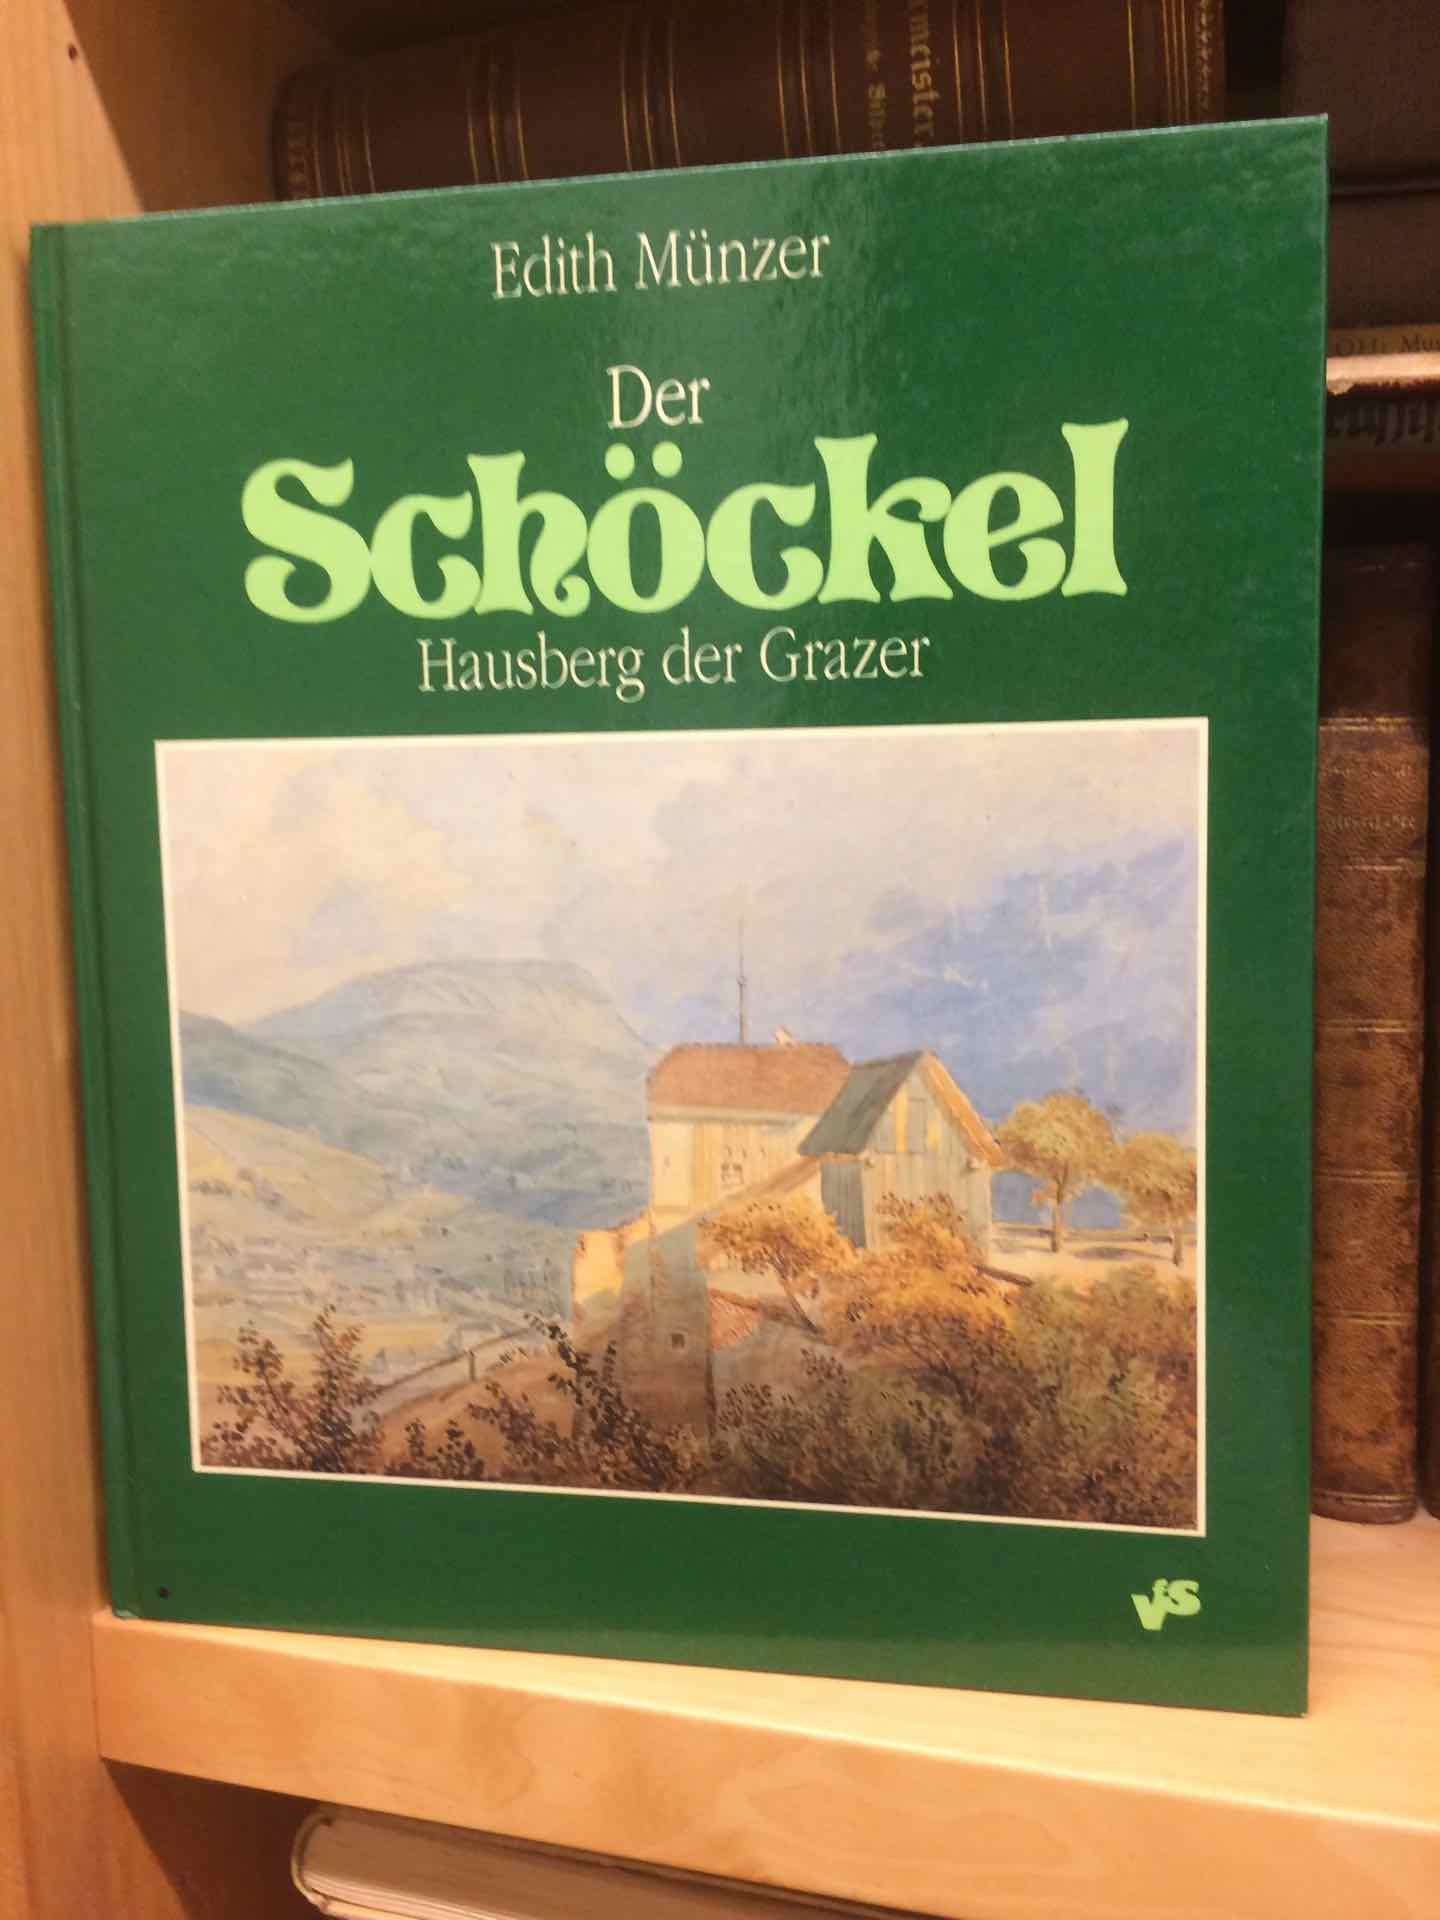 Edith Münzer
Der
Schöckel
Hausberg der Grazer
VfS